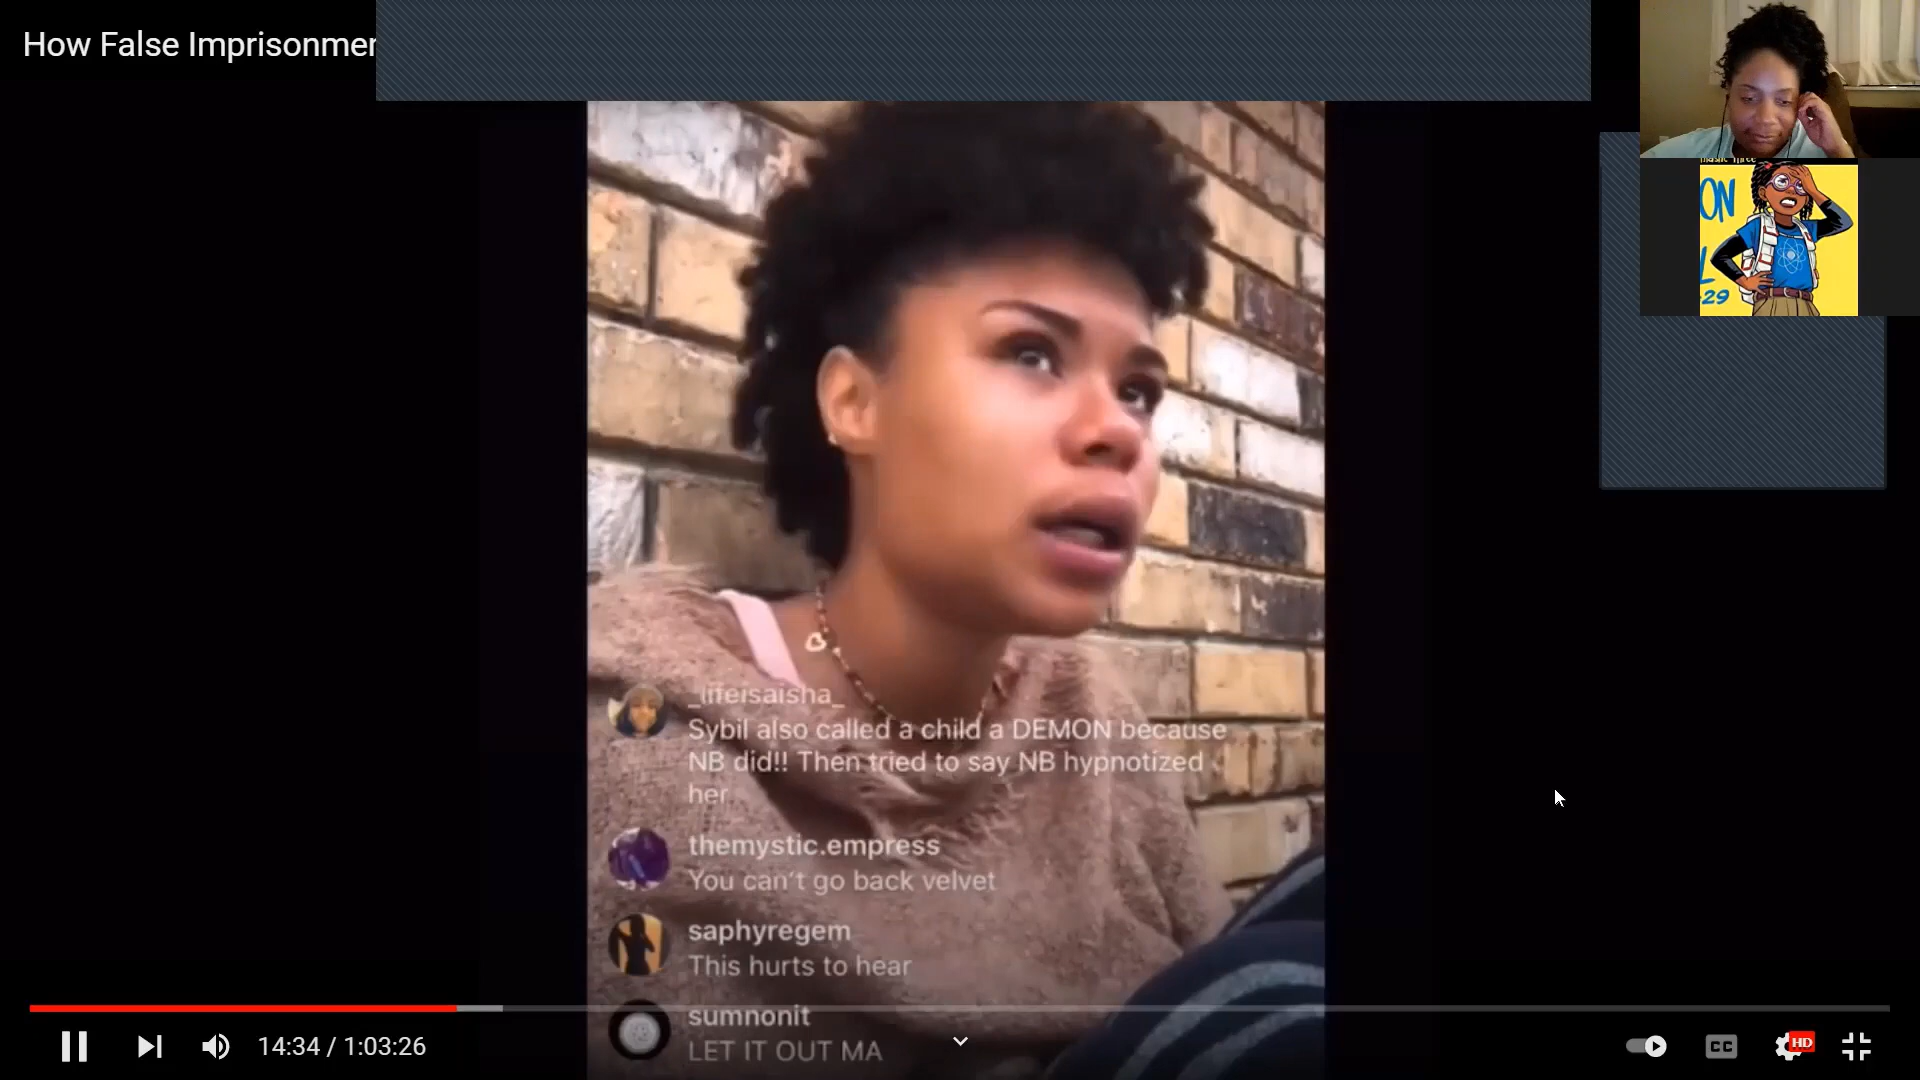 How False Imprisonmen
ON
29
_lifeisaisha_
Sybil also called a child a DEMON because
NB did!! Then tried to say NB hypnotized
her
themystic.empress
You can't go back velvet
saphyregem
This hurts to hear
sumnonit
LET IT OUT MA
14:34 / 1:03:26
CC
HD